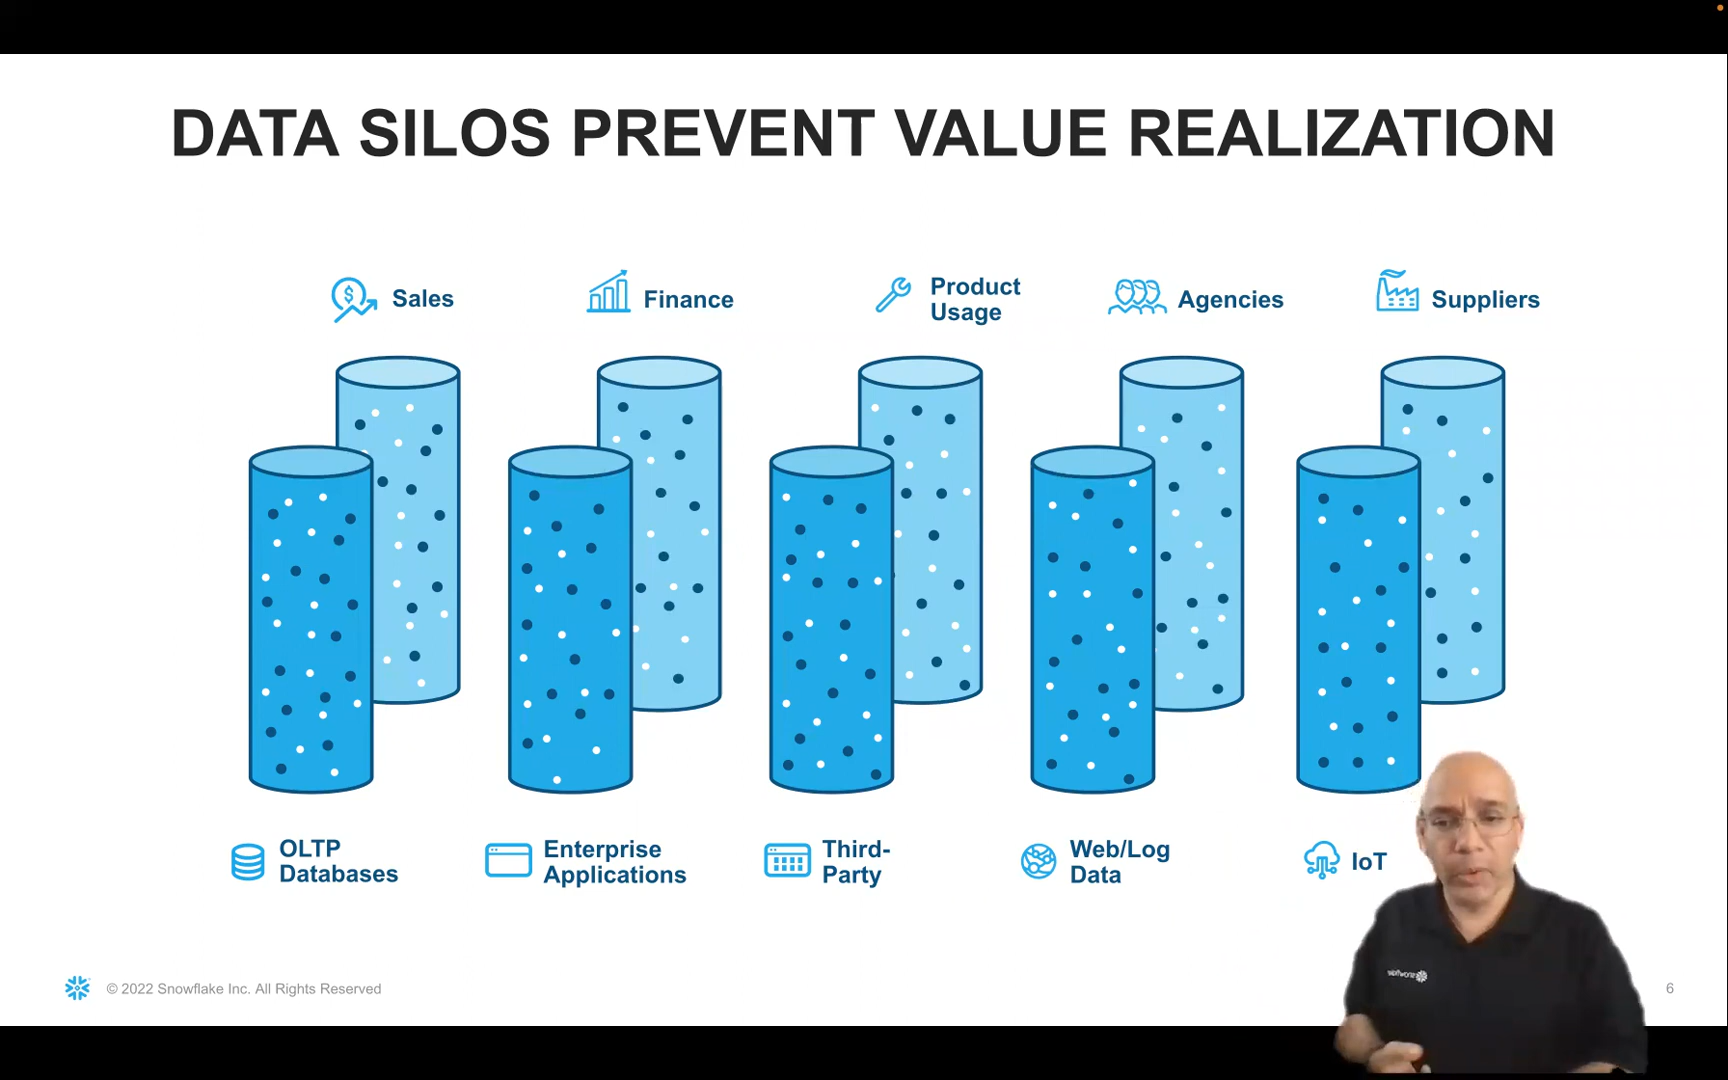 DATA SILOS PREVENT VALUE REALIZATION
Sales
Finance
Product
Usage
Agencies
Suppliers
OLTP
Databases
Enterprise
Applications
Third-
Party
Web/Log
Data
IoT
© 2022 Snowflake Inc. All Rights Reserved
6